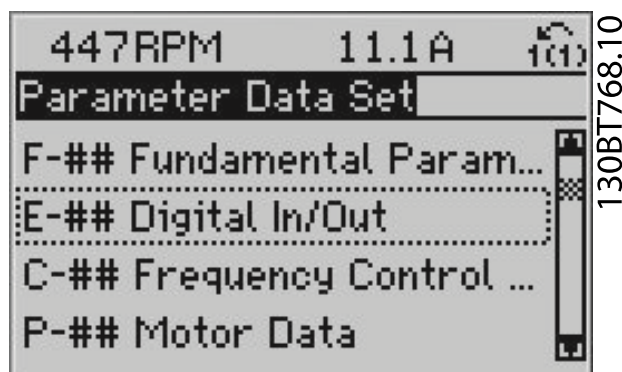 447RPM 11.1A 1(1)
Parameter Data Set
F-## Fundamental Param...
E-## Digital In/Out
C-## Frequency Control ...
P-## Motor Data
130BT768.10